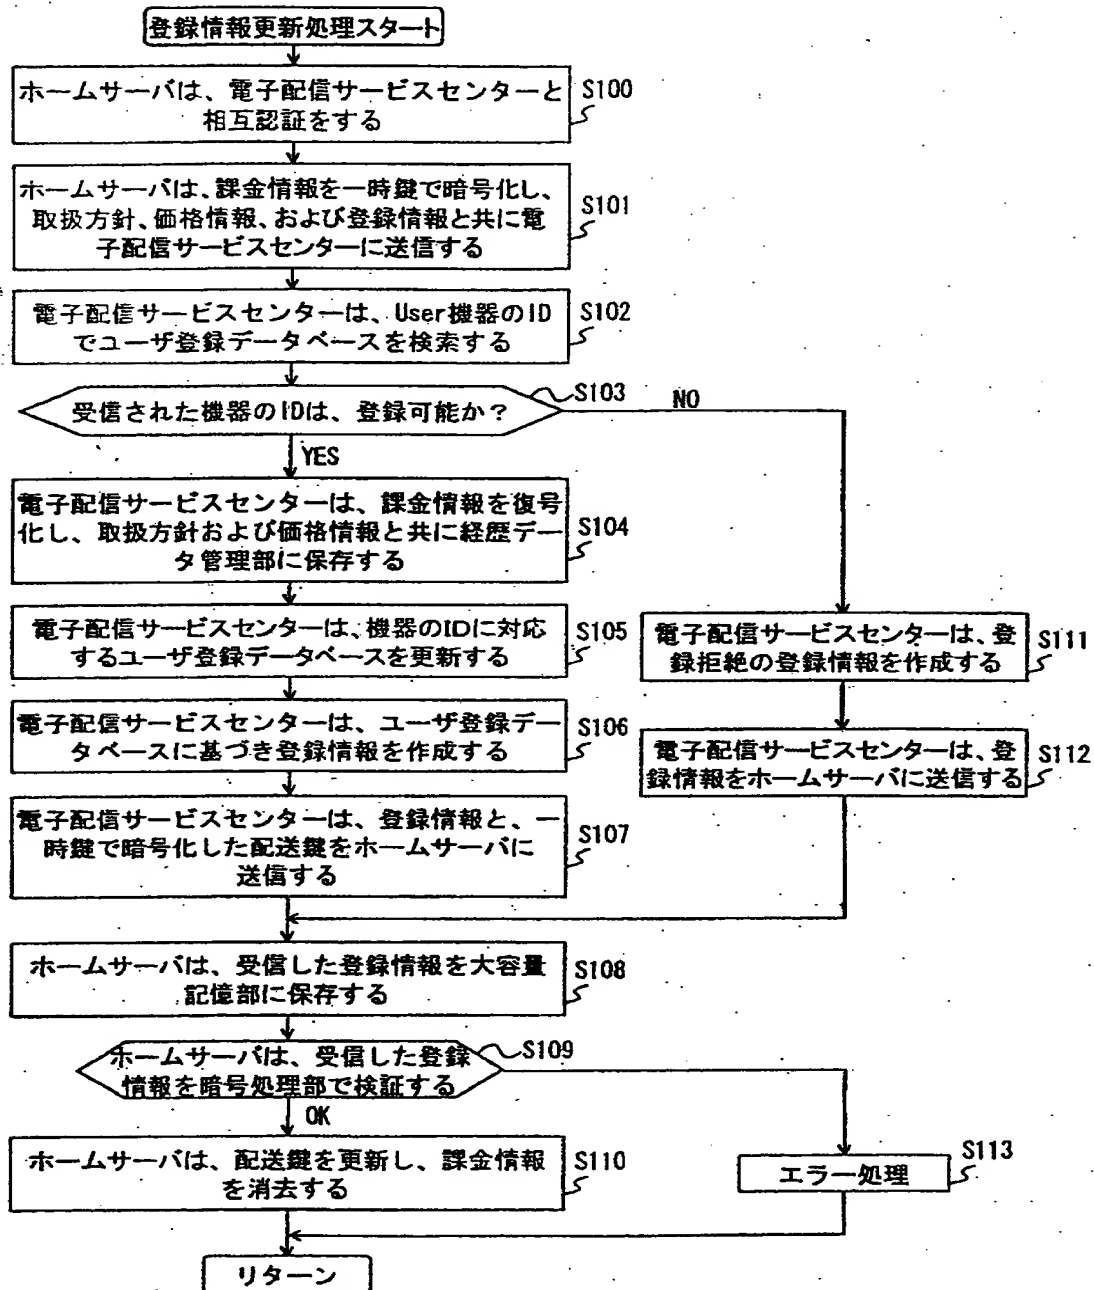 登録情報更新処理スタート
ホームサーバは、電子配信サービスセンターと
相互認証をする
S100
ホームサーバは、課金情報を一時鍵で暗号化し、
取扱方針、価格情報、および登録情報と共に電
子配信サービスセンターに送信する
S101
電子配信サービスセンターは、User機器のID
でユーザ登録データベースを検索する
S102
受信された機器のIDは、登録可能か?
S103
NO
YES
電子配信サービスセンターは、課金情報を復号
化し、取扱方針および価格情報と共に経歴デー
タ管理部に保存する
S104
電子配信サービスセンターは、機器のIDに対応
するユーザ登録データベースを更新する
S105
電子配信サービスセンターは、登
録拒絶の登録情報を作成する
S111
電子配信サービスセンターは、ユーザ登録デー
タベースに基づき登録情報を作成する
S106
電子配信サービスセンターは、登
録情報をホームサーバに送信する
S112
電子配信サービスセンターは、登録情報と、一
時鍵で暗号化した配送鍵をホームサーバに
送信する
S107
ホームサーバは、受信した登録情報を大容量
記憶部に保存する
S108
ホームサーバは、受信した登録
情報を暗号処理部で検証する
S109
OK
ホームサーバは、配送鍵を更新し、課金情報
を消去する
S110
エラー処理
S113
リターン